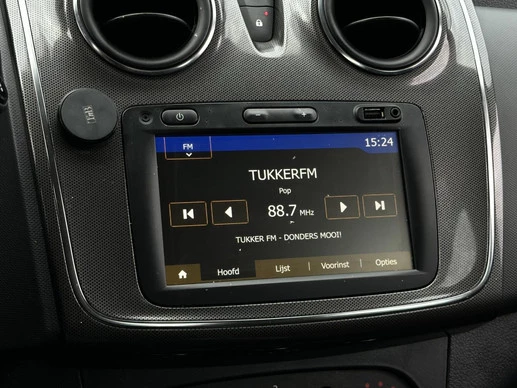 FM
15:24
TUKKERFM
Pop
88.7 MHz
TUKKER FM - DONDERS MOOI!
Hoofd Lijst Voorinst Opties